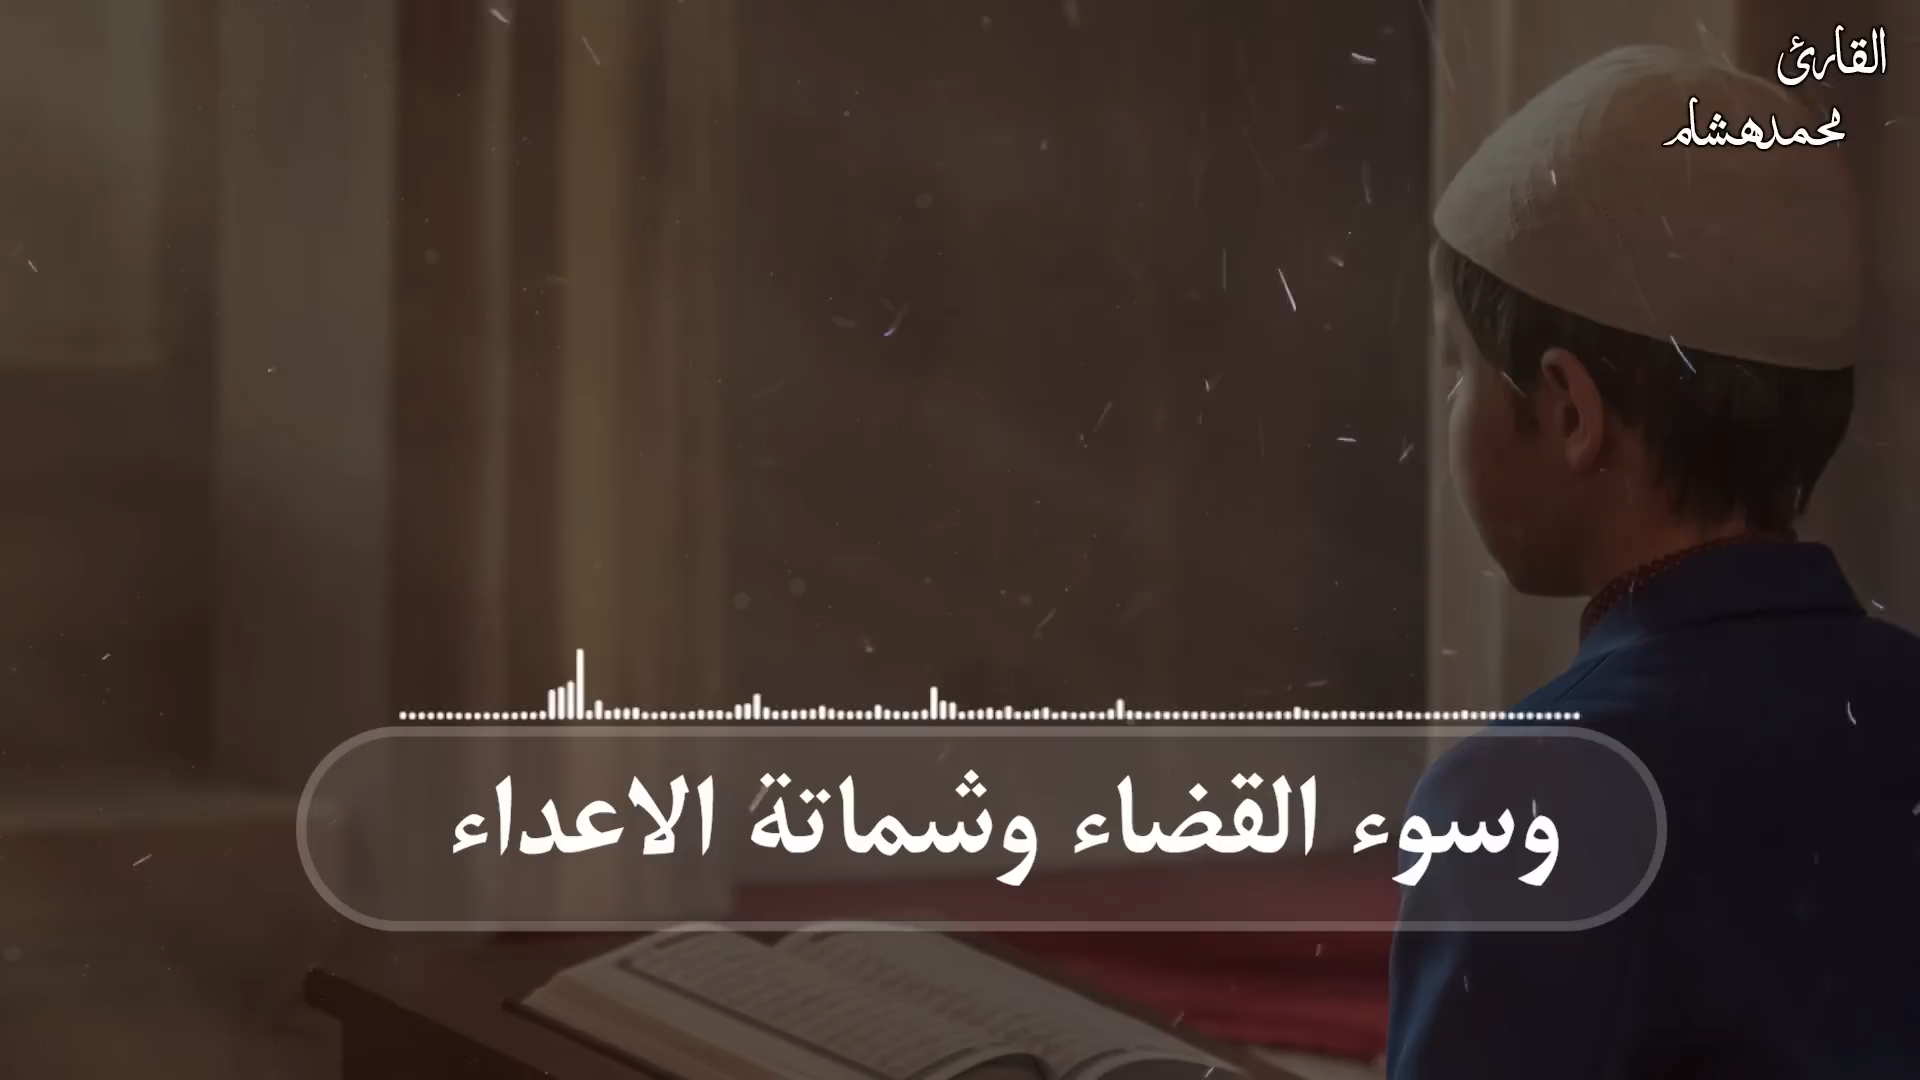 القارئ
محمدهشام
وسوء القضاء وشماتة الاعداء